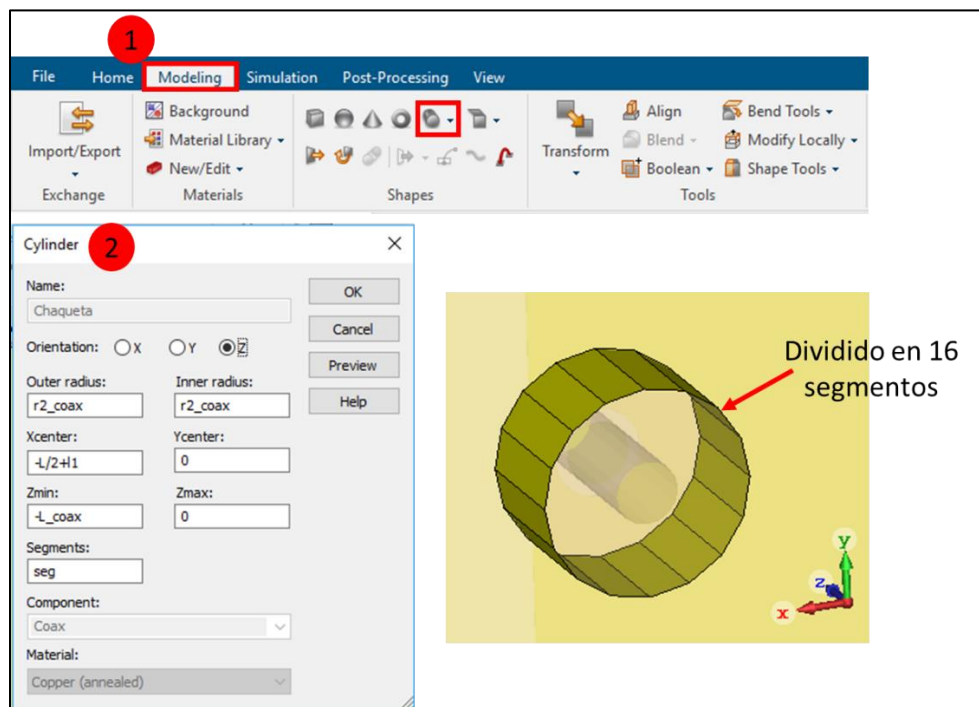 1
File Home Modeling Simulation Post-Processing View
Import/Export
Background
Material Library
New/Edit
Transform
Align
Blend
Boolean
Bend Tools
Modify Locally
Shape Tools
Exchange Materials Shapes Tools
Cylinder 2
Name:
Chaqueta
Orientation: X Y Z
Outer radius: Inner radius:
r2_coax r2_coax
Xcenter: Ycenter:
-L/2+l1 0
Zmin: Zmax:
-L_coax 0
Segments:
seg
Component:
Coax
Material:
Copper (annealed)
OK
Cancel
Preview
Help
Dividido en 16
segmentos
y
z
x